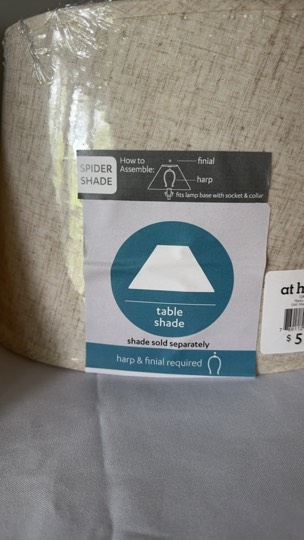 SPIDER
SHADE
How to
Assemble:
finial
harp
fits lamp base with socket & collar
table
shade
shade sold separately
harp & finial required
at h
$ 5